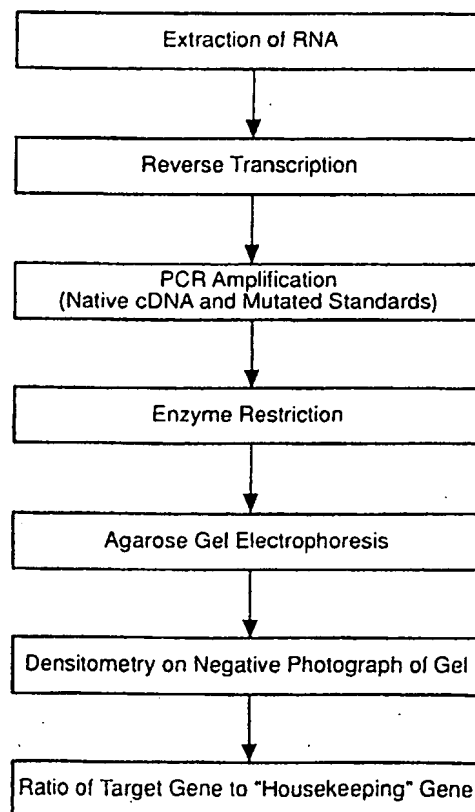 Extraction of RNA
Reverse Transcription
PCR Amplification
(Native cDNA and Mutated Standards)
Enzyme Restriction
Agarose Gel Electrophoresis
Densitometry on Negative Photograph of Gel
Ratio of Target Gene to "Housekeeping" Gene